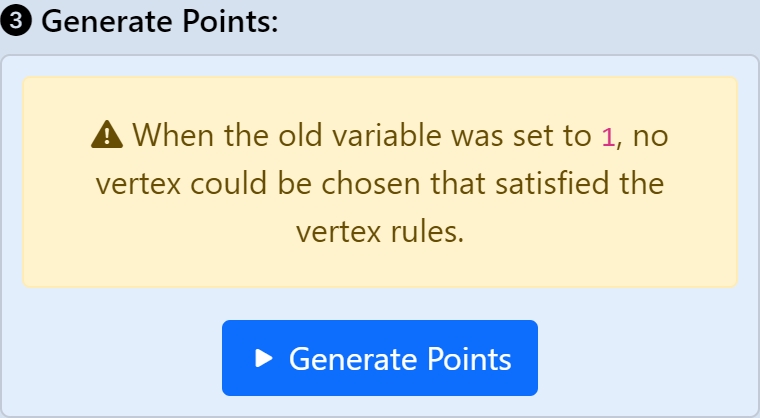 3 Generate Points:
When the old variable was set to 1, no
vertex could be chosen that satisfied the
vertex rules.
Generate Points